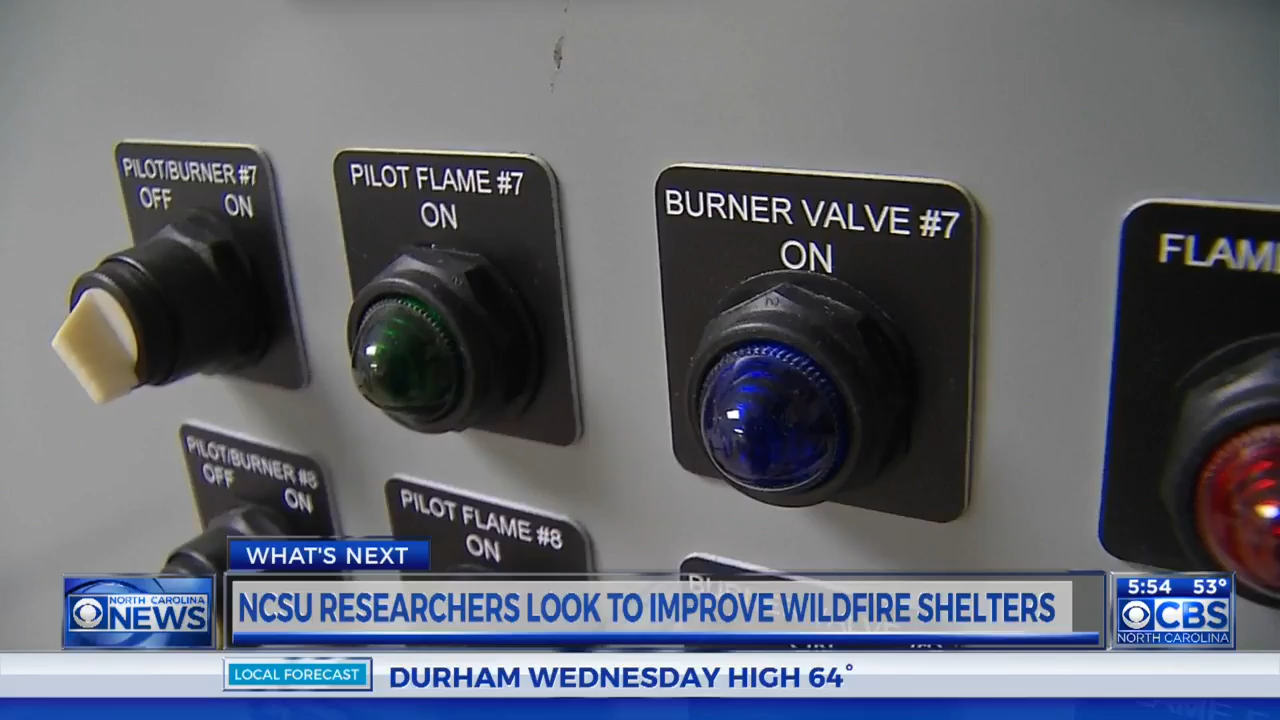 PILOT/BURNER #7
OFF ON
PILOT FLAME #7
ON
BURNER VALVE #7
ON
PILOT/BURNER #8
OFF ON
PILOT FLAME #8
ON
WHAT'S NEXT
NORTH CAROLINA
NEWS
NCSU RESEARCHERS LOOK TO IMPROVE WILDFIRE SHELTERS
5:54 53°
CBS
NORTH CAROLINA
LOCAL FORECAST
DURHAM WEDNESDAY HIGH 64°